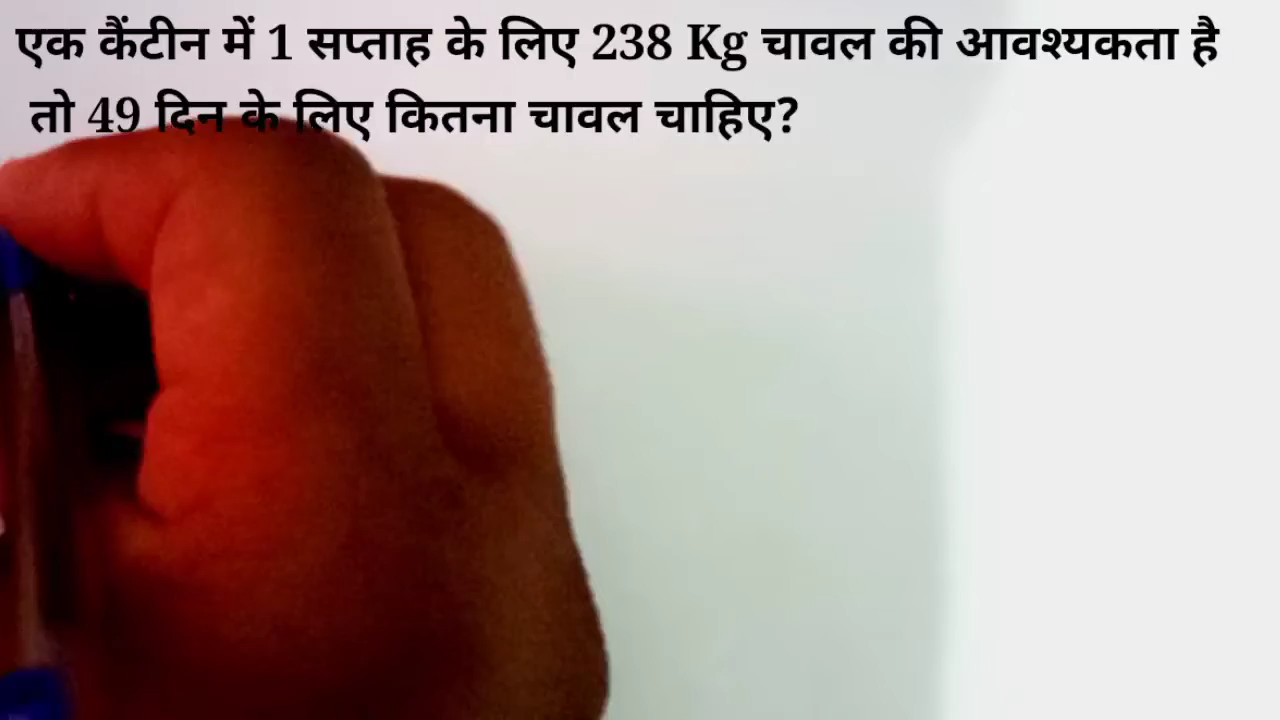 एक कैंटीन में 1 सप्ताह के लिए 238 Kg चावल की आवश्यकता है
तो 49 दिन के लिए कितना चावल चाहिए?